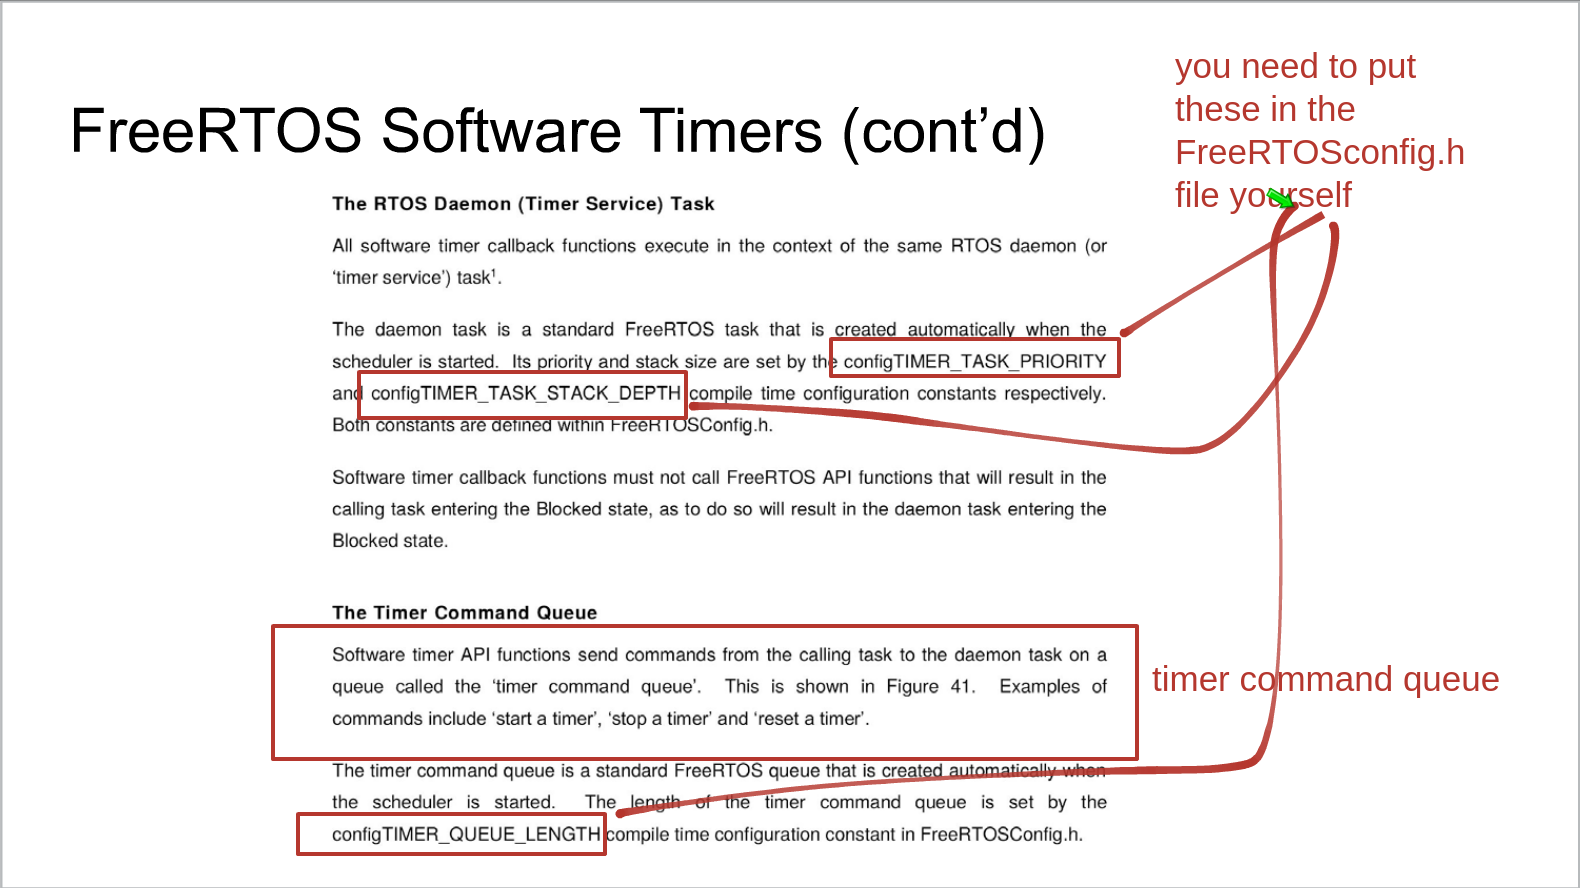 you need to put
these in the
FreeRTOSconfig.h
file yourself
FreeRTOS Software Timers (cont’d)
The RTOS Daemon (Timer Service) Task
All software timer callback functions execute in the context of the same RTOS daemon (or
‘timer service’) task1.
The daemon task is a standard FreeRTOS task that is created automatically when the
scheduler is started. Its priority and stack size are set by the configTIMER_TASK_PRIORITY
and configTIMER_TASK_STACK_DEPTH compile time configuration constants respectively.
Both constants are defined within FreeRTOSConfig.h.
Software timer callback functions must not call FreeRTOS API functions that will result in the
calling task entering the Blocked state, as to do so will result in the daemon task entering the
Blocked state.
The Timer Command Queue
Software timer API functions send commands from the calling task to the daemon task on a
queue called the ‘timer command queue’. This is shown in Figure 41. Examples of
commands include ‘start a timer’, ‘stop a timer’ and ‘reset a timer’.
timer command queue
The timer command queue is a standard FreeRTOS queue that is created automatically when
the scheduler is started. The length of the timer command queue is set by the
configTIMER_QUEUE_LENGTH compile time configuration constant in FreeRTOSConfig.h.